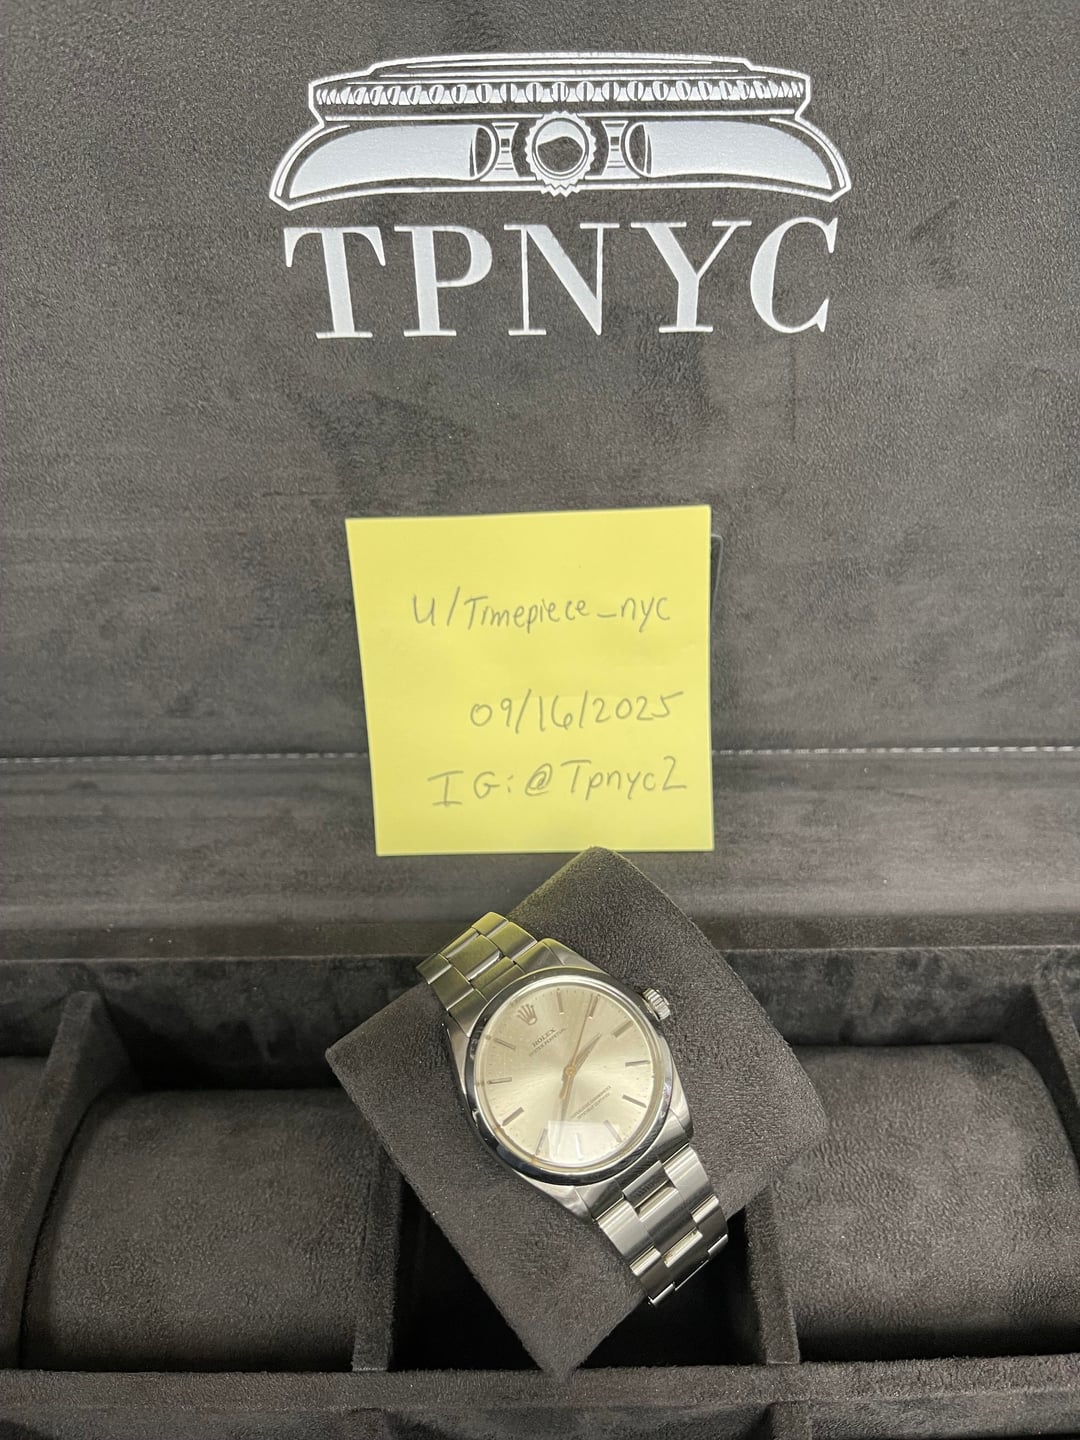 TPNYC
U/Timepiece_nyc
09/16/2025
IG:@Tpnyc2
ROLEX
OYSTER PERPETUAL